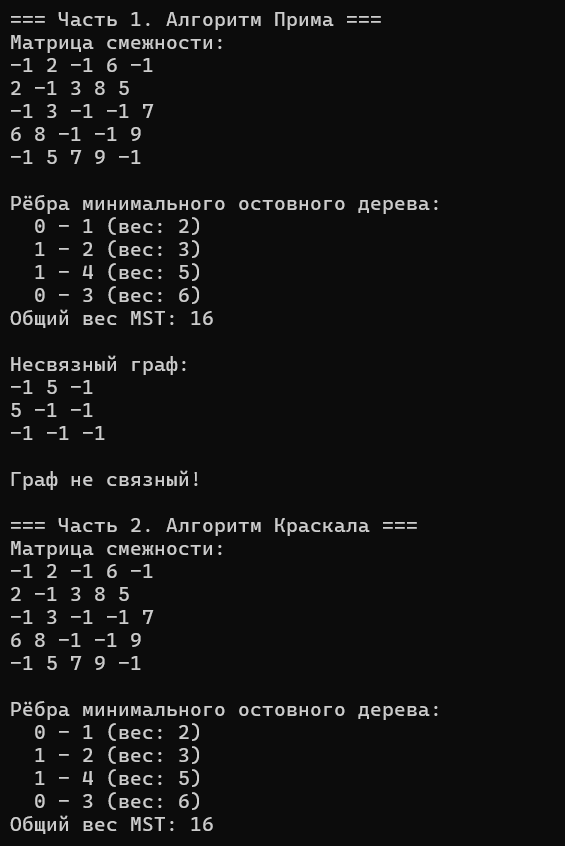 === Часть 1. Алгоритм Прима ===
Матрица смежности:
-1 2 -1 6 -1
2 -1 3 8 5
-1 3 -1 -1 7
6 8 -1 -1 9
-1 5 7 9 -1
Рёбра минимального остовного дерева:
0 - 1 (вес: 2)
1 - 2 (вес: 3)
1 - 4 (вес: 5)
0 - 3 (вес: 6)
Общий вес MST: 16
Несвязный граф:
-1 5 -1
5 -1 -1
-1 -1 -1
Граф не связный!
=== Часть 2. Алгоритм Краскала ===
Матрица смежности:
-1 2 -1 6 -1
2 -1 3 8 5
-1 3 -1 -1 7
6 8 -1 -1 9
-1 5 7 9 -1
Рёбра минимального остовного дерева:
0 - 1 (вес: 2)
1 - 2 (вес: 3)
1 - 4 (вес: 5)
0 - 3 (вес: 6)
Общий вес MST: 16